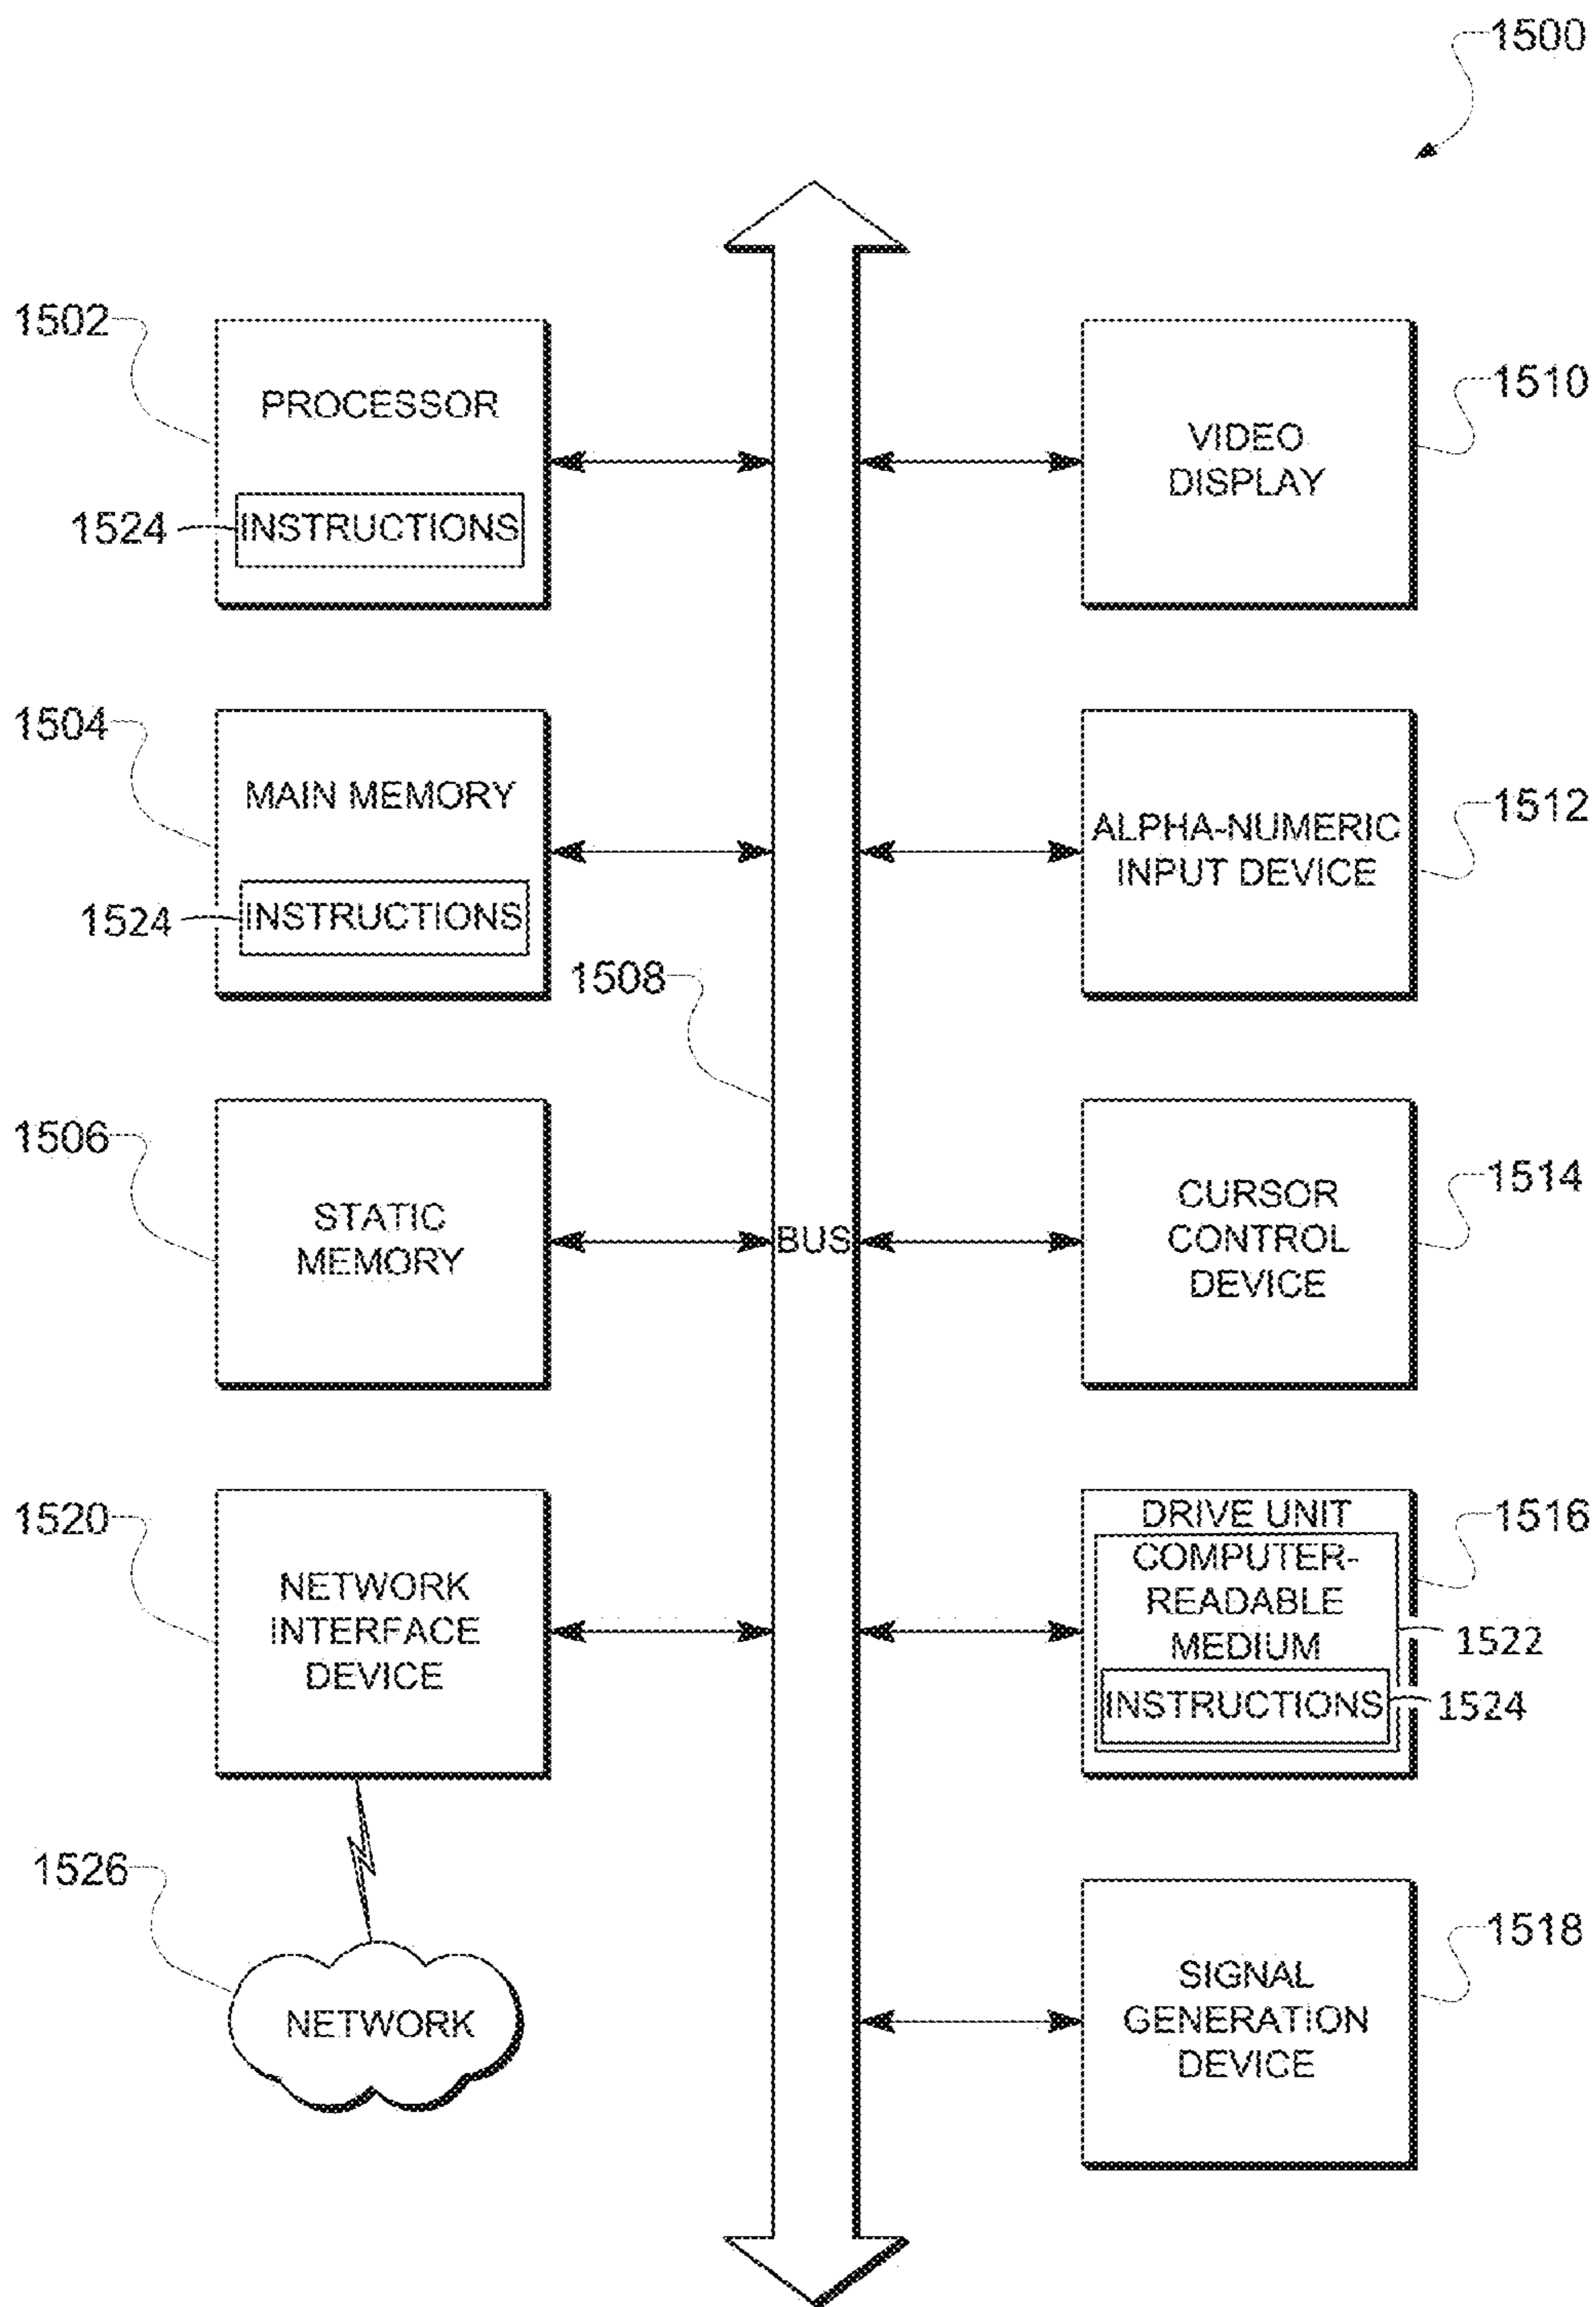 1500
1502
PROCESSOR
1524
INSTRUCTIONS
1510
VIDEO
DISPLAY
1504
MAIN MEMORY
1524
INSTRUCTIONS
1512
ALPHA-NUMERIC
INPUT DEVICE
1508
BUS
1506
STATIC
MEMORY
1514
CURSOR
CONTROL
DEVICE
1520
NETWORK
INTERFACE
DEVICE
1516
DRIVE UNIT
COMPUTER-
READABLE
MEDIUM
1522
INSTRUCTIONS
1524
1526
NETWORK
1518
SIGNAL
GENERATION
DEVICE